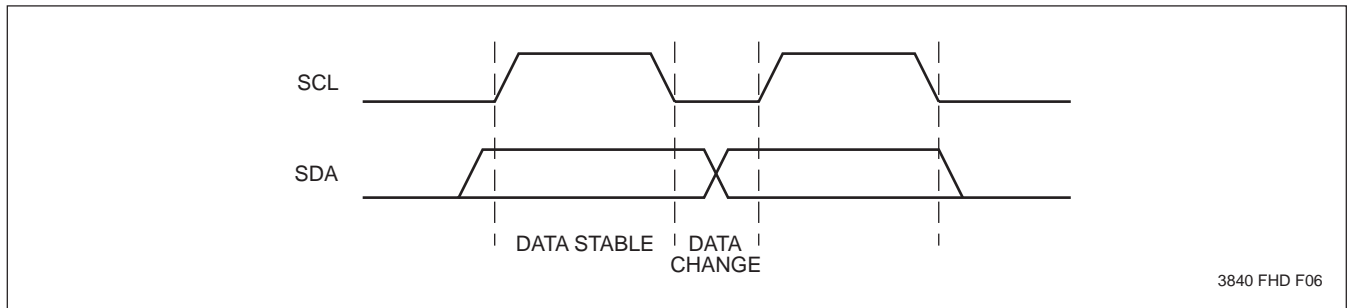 SCL
SDA
DATA STABLE
DATA
CHANGE
3840 FHD F06